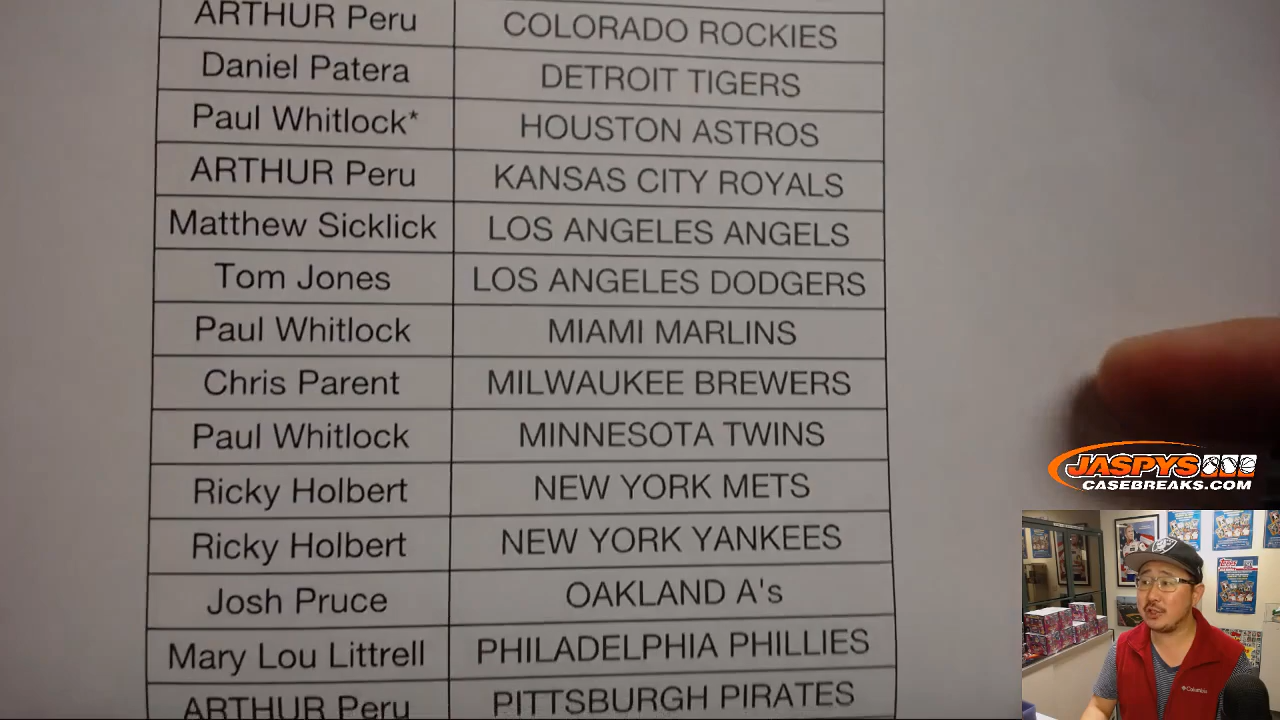 ARTHUR Peru COLORADO ROCKIES
Daniel Patera DETROIT TIGERS
Paul Whitlock* HOUSTON ASTROS
ARTHUR Peru KANSAS CITY ROYALS
Matthew Sicklick LOS ANGELES ANGELS
Tom Jones LOS ANGELES DODGERS
Paul Whitlock MIAMI MARLINS
Chris Parent MILWAUKEE BREWERS
Paul Whitlock MINNESOTA TWINS
Ricky Holbert NEW YORK METS
Ricky Holbert NEW YORK YANKEES
Josh Pruce OAKLAND A's
Mary Lou Littrell PHILADELPHIA PHILLIES
ARTHUR Peru PITTSBURGH PIRATES
JASPYS
CASEBREAKS.COM
Columbia